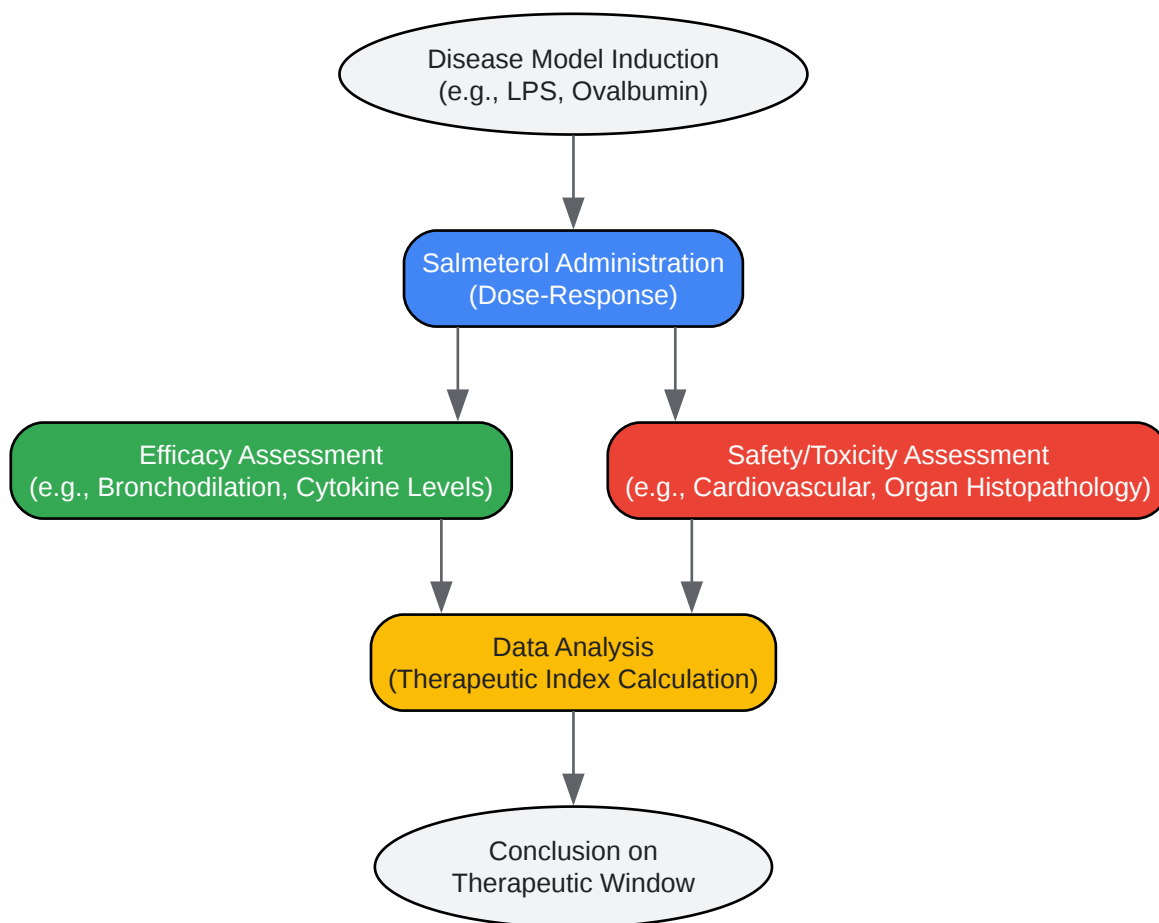 Disease Model Induction
(e.g., LPS, Ovalbumin)
Salmeterol Administration
(Dose-Response)
Efficacy Assessment
(e.g., Bronchodilation, Cytokine Levels)
Safety/Toxicity Assessment
(e.g., Cardiovascular, Organ Histopathology)
Data Analysis
(Therapeutic Index Calculation)
Conclusion on
Therapeutic Window